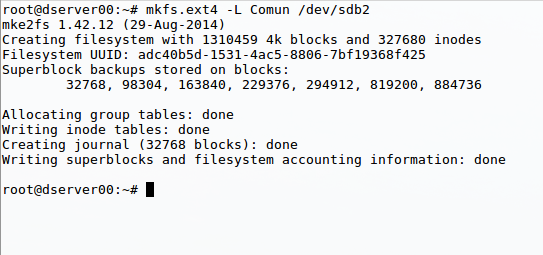 root@dserver00:~# mkfs.ext4 -L Comun /dev/sdb2
mke2fs 1.42.12 (29-Aug-2014)
Creating filesystem with 1310459 4k blocks and 327680 inodes
Filesystem UUID: adc40b5d-1531-4ac5-8806-7bf19368f425
Superblock backups stored on blocks:
        32768, 98304, 163840, 229376, 294912, 819200, 884736

Allocating group tables: done
Writing inode tables: done
Creating journal (32768 blocks): done
Writing superblocks and filesystem accounting information: done

root@dserver00:~#